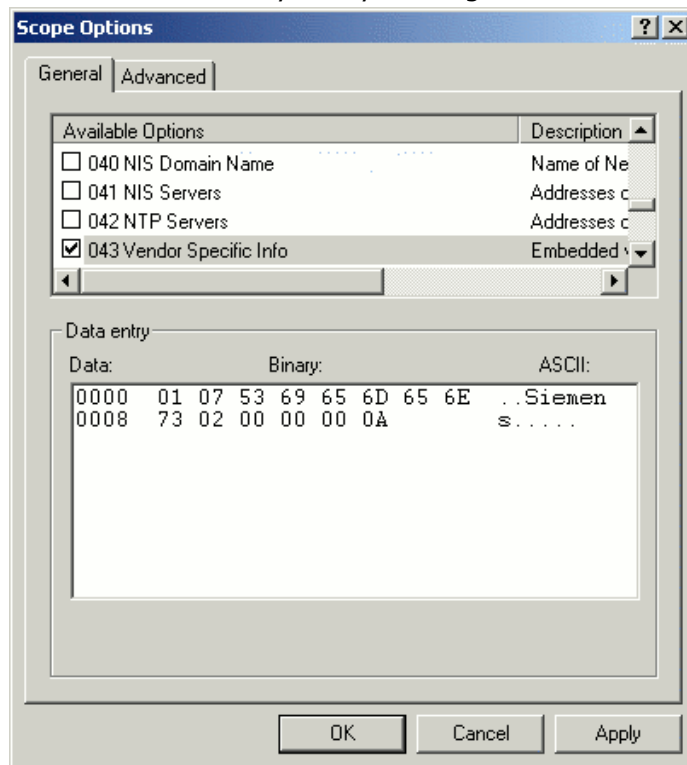 Scope Options
General Advanced
Available Options Description
040 NIS Domain Name Name of Ne
041 NIS Servers Addresses c
042 NTP Servers Addresses c
043 Vendor Specific Info Embedded
Data entry
Data: Binary: ASCII:
0000 01 07 53 69 65 6D 65 6E ..Siemen
0008 73 02 00 00 00 0A s.....
OK Cancel Apply